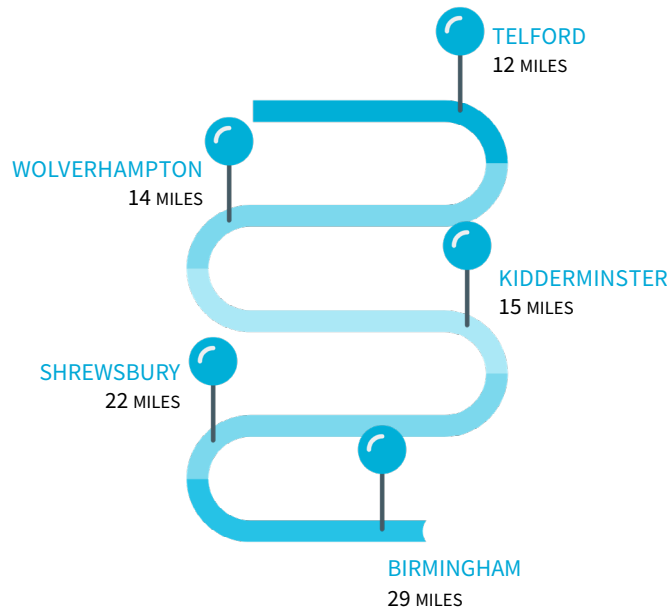 TELFORD
12 MILES
WOLVERHAMPTON
14 MILES
KIDDERMINSTER
15 MILES
SHREWSBURY
22 MILES
BIRMINGHAM
29 MILES